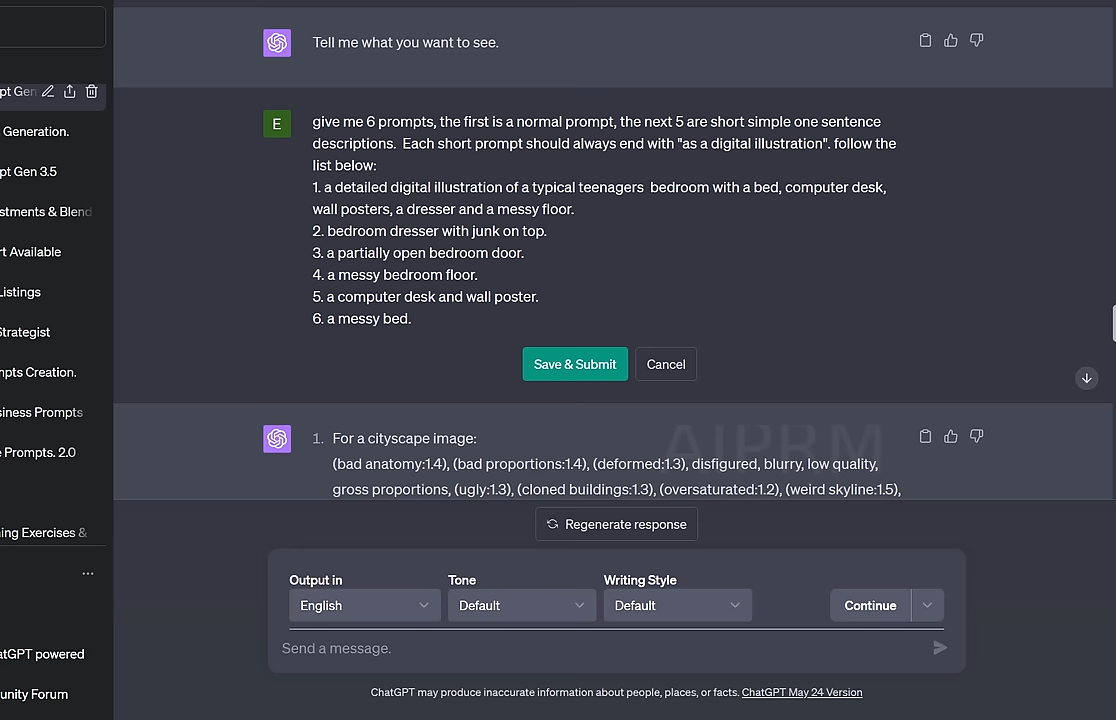 Tell me what you want to see.
pt Gen
Generation.
pt Gen 3.5
stments & Blend
rt Available
Listings
Strategist
mpts Creation.
siness Prompts
e Prompts. 2.0
ning Exercises &
atGPT powered
unity Forum
E
give me 6 prompts, the first is a normal prompt, the next 5 are short simple one sentence
descriptions.  Each short prompt should always end with "as a digital illustration". follow the
list below:
1. a detailed digital illustration of a typical teenagers  bedroom with a bed, computer desk,
wall posters, a dresser and a messy floor.
2. bedroom dresser with junk on top.
3. a partially open bedroom door.
4. a messy bedroom floor.
5. a computer desk and wall poster.
6. a messy bed.
Save & Submit Cancel
AIPRM
1. For a cityscape image:
(bad anatomy:1.4), (bad proportions:1.4), (deformed:1.3), disfigured, blurry, low quality,
gross proportions, (ugly:1.3), (cloned buildings:1.3), (oversaturated:1.2), (weird skyline:1.5),
Regenerate response
Output in Tone Writing Style
English Default Default Continue
Send a message.
ChatGPT may produce inaccurate information about people, places, or facts. ChatGPT May 24 Version